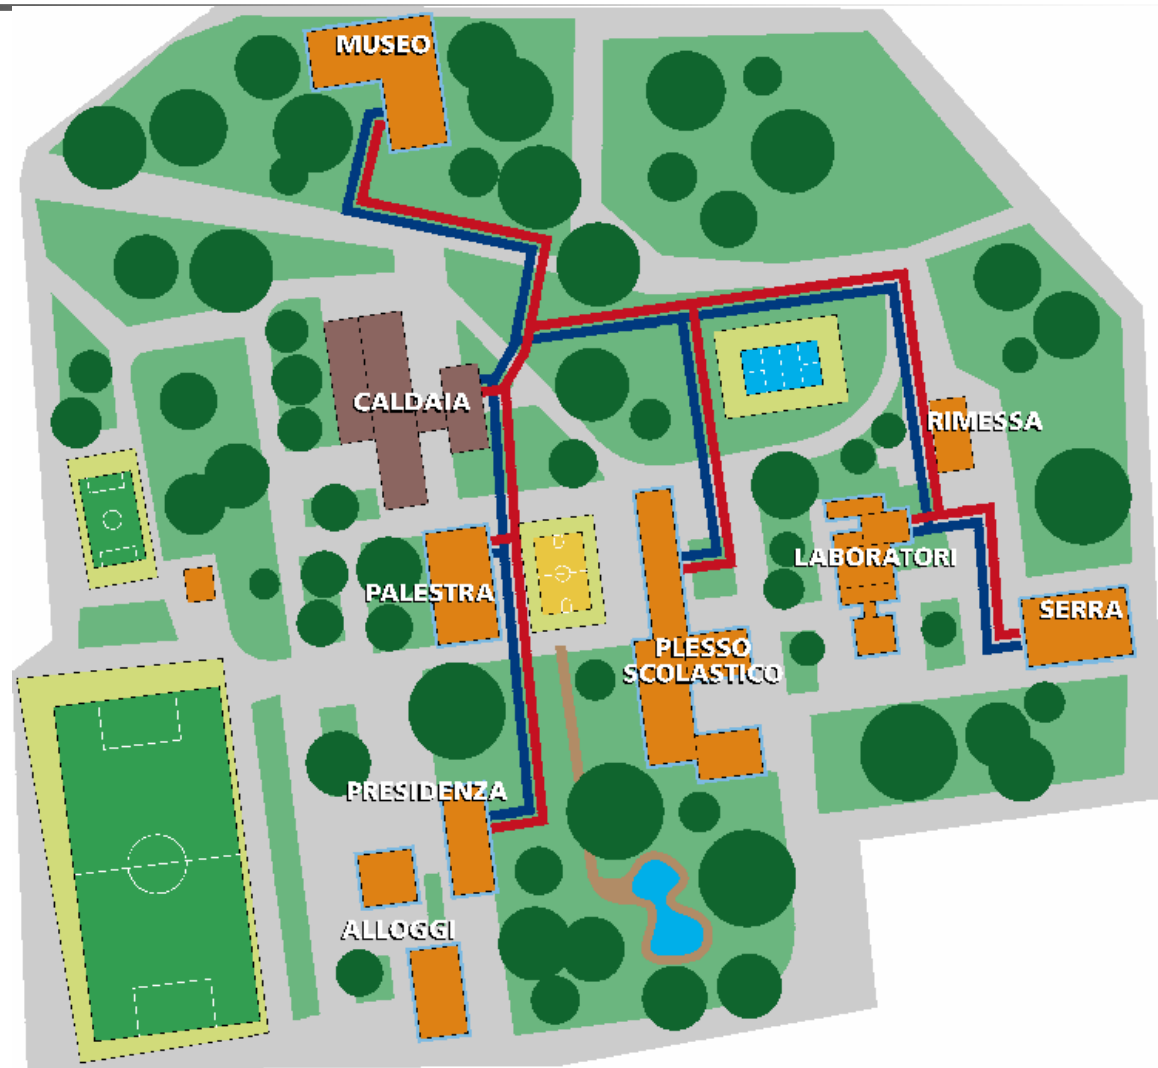 MUSEO
CALDAIA
RIMESSA
LABORATORI
PALESTRA
SERRA
PLESSO
SCOLASTICO
PRESIDENZA
ALLOGGI